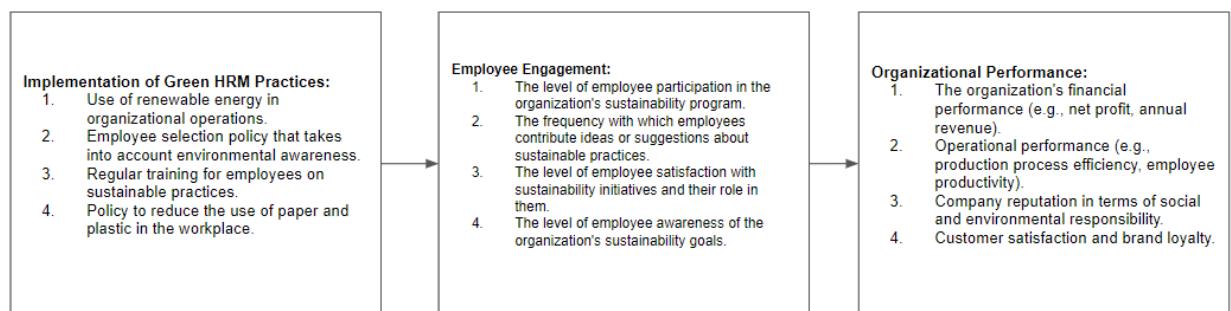 Implementation of Green HRM Practices:
1. Use of renewable energy in
organizational operations.
2. Employee selection policy that takes
into account environmental awareness.
3. Regular training for employees on
sustainable practices.
4. Policy to reduce the use of paper and
plastic in the workplace.
Employee Engagement:
1. The level of employee participation in the
organization's sustainability program.
2. The frequency with which employees
contribute ideas or suggestions about
sustainable practices.
3. The level of employee satisfaction with
sustainability initiatives and their role in
them.
4. The level of employee awareness of the
organization's sustainability goals.
Organizational Performance:
1. The organization's financial
performance (e.g., net profit, annual
revenue).
2. Operational performance (e.g.,
production process efficiency, employee
productivity).
3. Company reputation in terms of social
and environmental responsibility.
4. Customer satisfaction and brand loyalty.